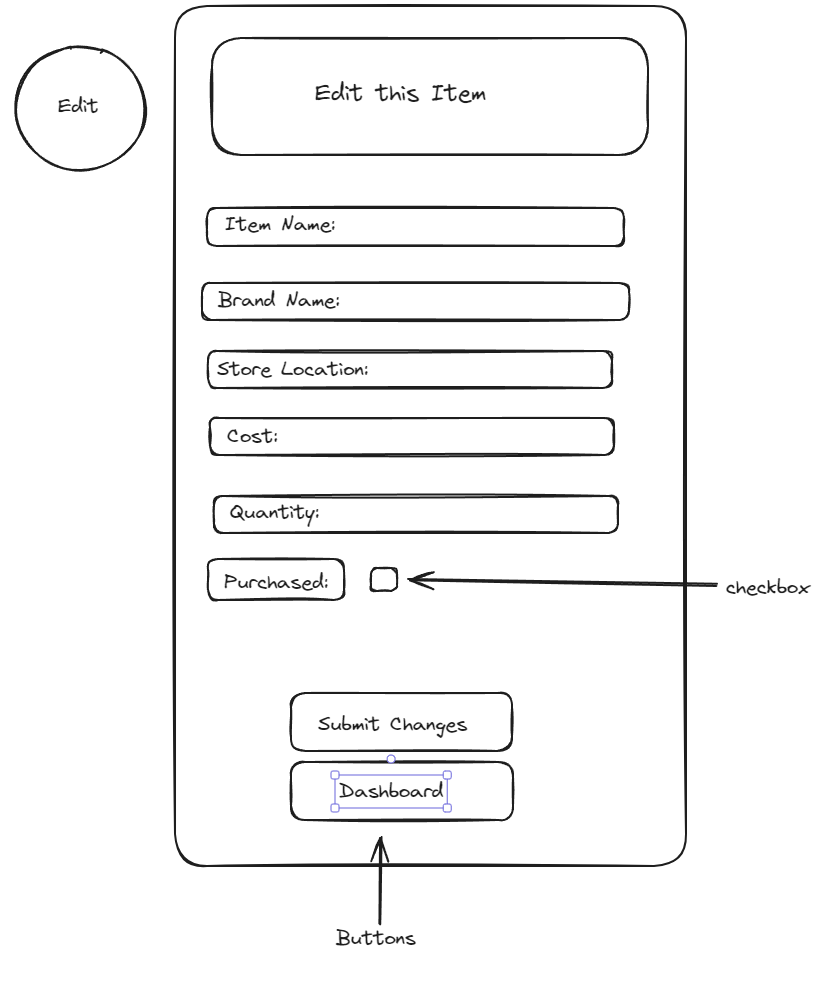 Edit
Edit this Item
Item Name:
Brand Name:
Store Location:
Cost:
Quantity:
Purchased:
checkbox
Submit Changes
Dashboard
Buttons